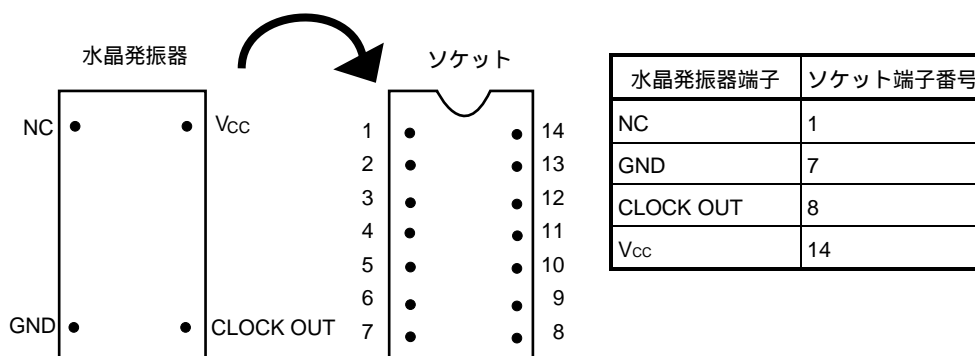 水晶発振器
NC
Vcc
GND
CLOCK OUT
ソケット
1
2
3
4
5
6
7
14
13
12
11
10
9
8
水晶発振器端子 ソケット端子番号
NC 1
GND 7
CLOCK OUT 8
Vcc 14